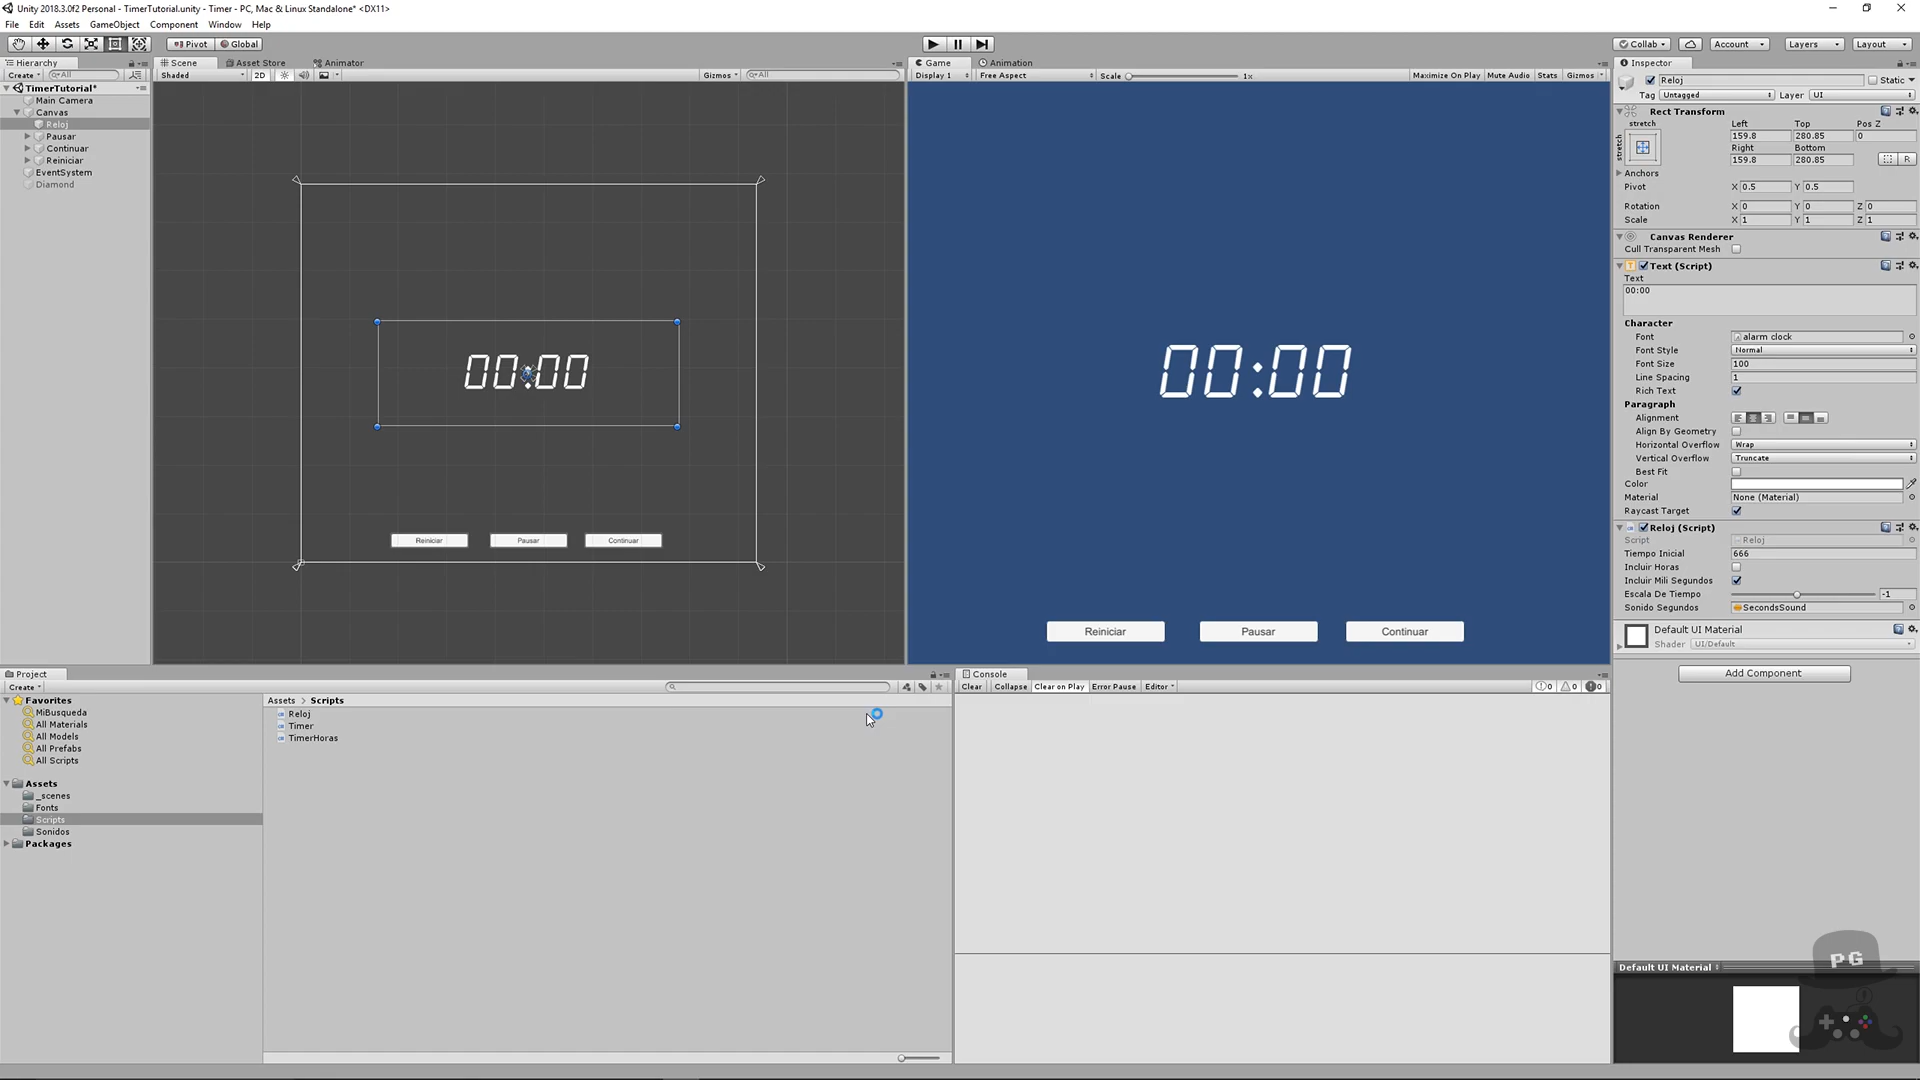 Unity 2018.3.0f2 Personal - TimerTutorial.unity - Timer - PC, Mac & Linux Standalone* <DX11>
File Edit Assets GameObject Component Window Help
Pivot Global
Collab Account Layers Layout
Hierarchy
Create All
TimerTutorial*
Main Camera
Canvas
Reloj
Pausar
Continuar
Reiniciar
EventSystem
Diamond
Scene Asset Store Animator
Shaded 2D Gizmos All
00:00
Reiniciar Pausar Continuar
Game Animation
Display 1 Free Aspect Scale 1x Maximize On Play Mute Audio Stats Gizmos
00:00
Reiniciar Pausar Continuar
Inspector
Reloj Static
Tag Untagged Layer UI
Rect Transform
stretch Left Top Pos Z
stretch 159.8 280.85 0
Right Bottom
159.8 280.85 R
Anchors
Pivot X 0.5 Y 0.5
Rotation X 0 Y 0 Z 0
Scale X 1 Y 1 Z 1
Canvas Renderer
Cull Transparent Mesh
Text (Script)
Text
00:00
Character
Font alarm clock
Font Style Normal
Font Size 100
Line Spacing 1
Rich Text
Paragraph
Alignment
Align By Geometry
Horizontal Overflow Wrap
Vertical Overflow Truncate
Best Fit
Color
Material None (Material)
Raycast Target
Reloj (Script)
Script Reloj
Tiempo Inicial 666
Incluir Horas
Incluir Mili Segundos
Escala De Tiempo -1
Sonido Segundos SecondsSound
Default UI Material
Shader UI/Default
Add Component
Default UI Material
PG
Project
Create
Favorites
MiBusqueda
All Materials
All Models
All Prefabs
All Scripts
Assets
_scenes
Fonts
Scripts
Sonidos
Packages
Assets > Scripts
Reloj
Timer
TimerHoras
Console
Clear Collapse Clear on Play Error Pause Editor 0 0 0